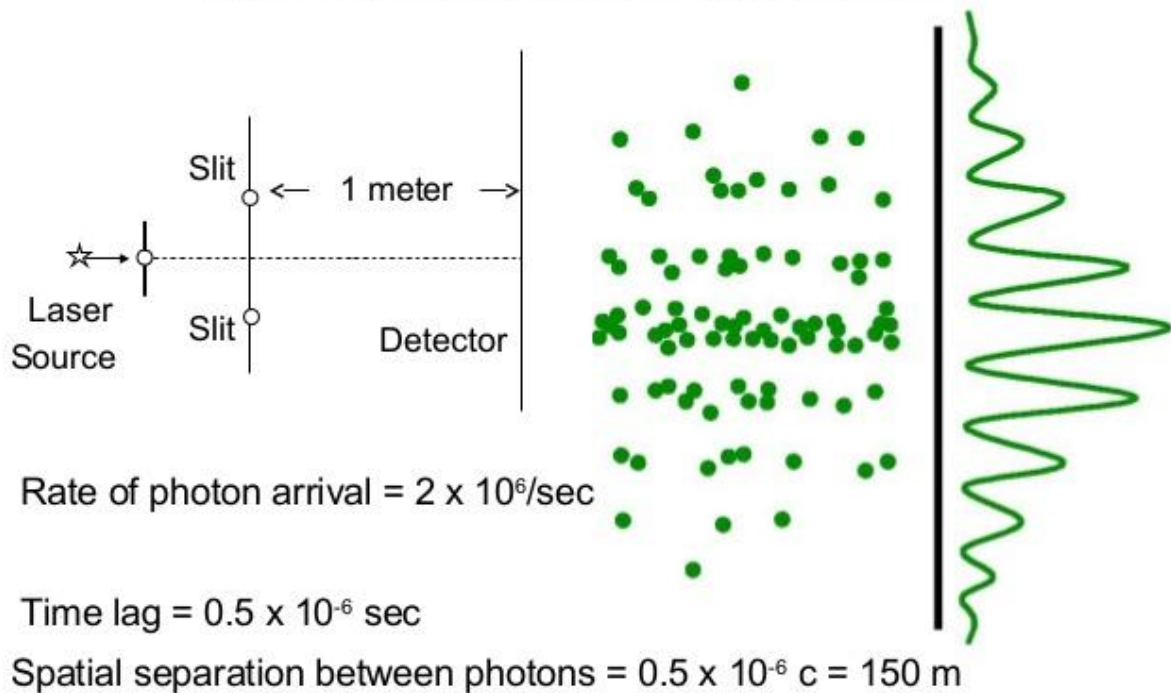 Slit
1 meter
Laser
Source
Slit
Detector
Rate of photon arrival = 2 x 10⁶/sec
Time lag = 0.5 x 10⁻⁶ sec
Spatial separation between photons = 0.5 x 10⁻⁶ c = 150 m